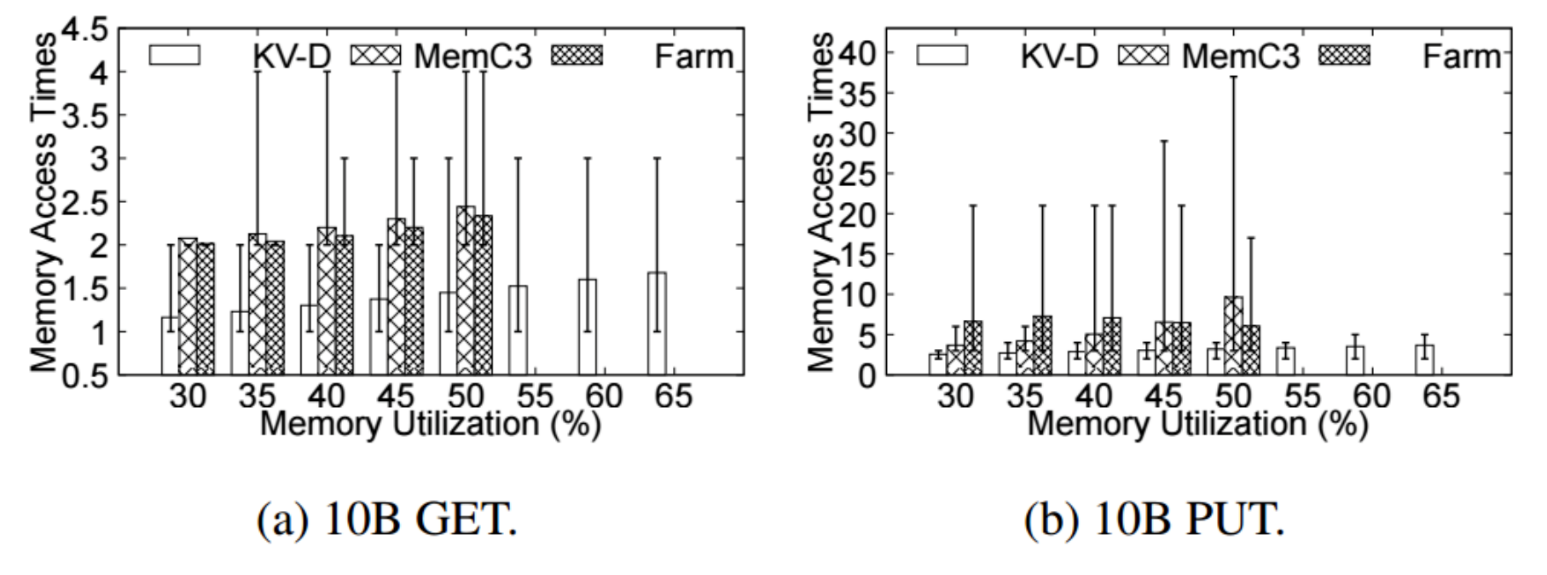 Memory Access Times
4.5
4
3.5
3
2.5
2
1.5
1
0.5
KV-D MemC3 Farm
30 35 40 45 50 55 60 65
Memory Utilization (%)
(a) 10B GET.
Memory Access Times
40
35
30
25
20
15
10
5
0
KV-D MemC3 Farm
30 35 40 45 50 55 60 65
Memory Utilization (%)
(b) 10B PUT.